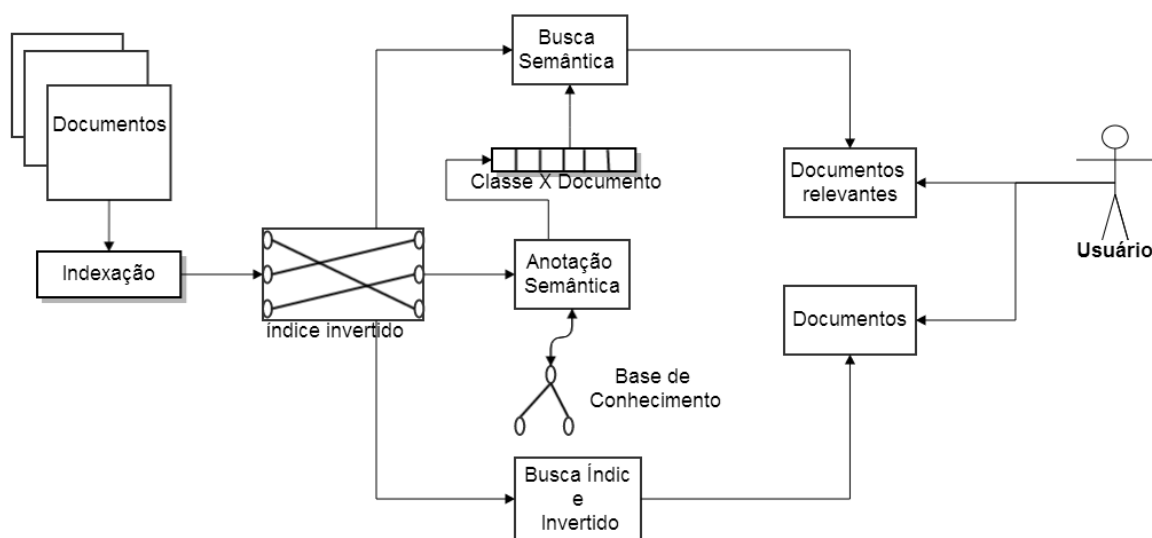 Documentos
Indexação
índice invertido
Busca
Semântica
Classe X Documento
Anotação
Semântica
Base de
Conhecimento
Busca Índic
e
Invertido
Documentos
relevantes
Documentos
Usuário